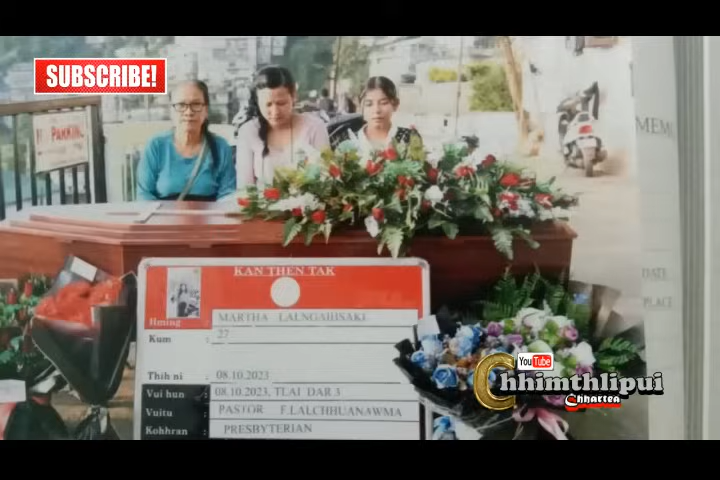 SUBSCRIBE!
PARKING
MEM
KAN THEN TAK
Hming : MARTHA LALNGAIHSAKI
Kum : 27
DATE
PLACE
Thih ni : 08.10.2023
Vui hun : 08.10.2023, TLAI DAR 3
Vuitu : PASTOR F.LALCHHUANAWMA
Kohhran : PRESBYTERIAN
YouTube
Chhimthlipui
Chhartea